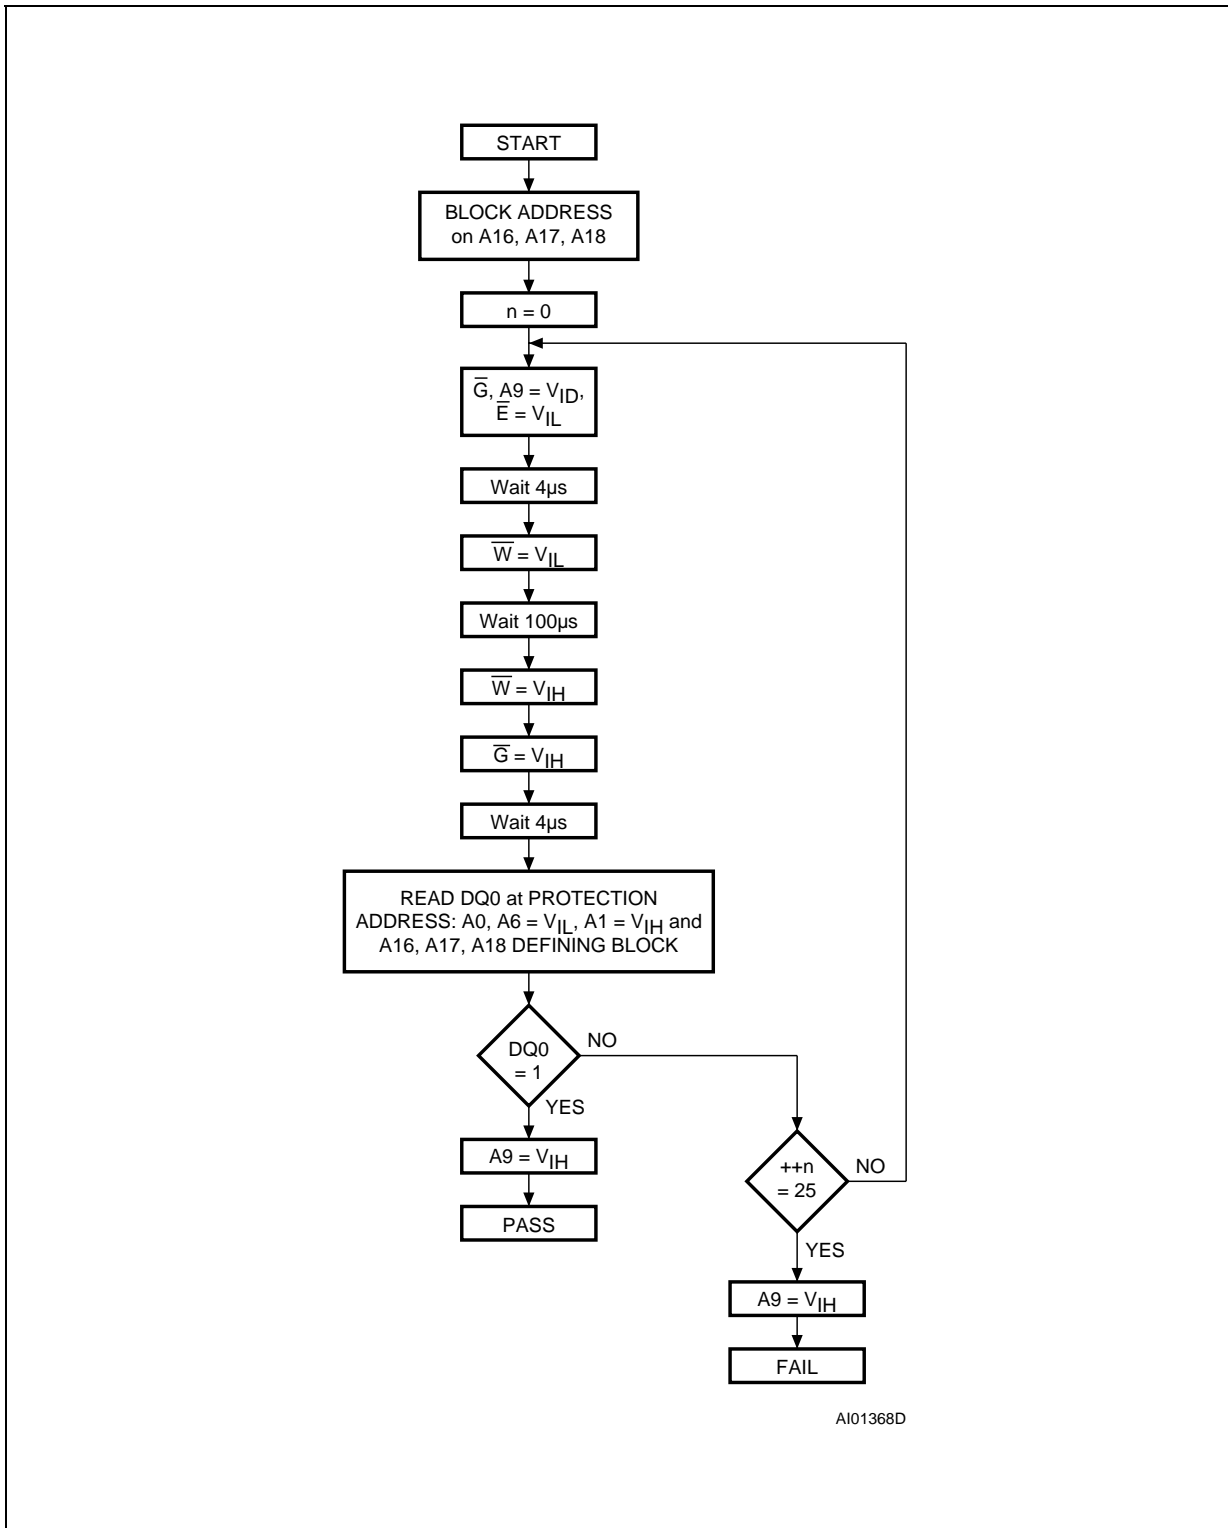 START
BLOCK ADDRESS
on A16, A17, A18
n = 0
G̅, A9 = VID,
E̅ = VIL
Wait 4µs
W̅ = VIL
Wait 100µs
W̅ = VIH
G̅ = VIH
Wait 4µs
READ DQ0 at PROTECTION
ADDRESS: A0, A6 = VIL, A1 = VIH and
A16, A17, A18 DEFINING BLOCK
DQ0
= 1
NO
YES
A9 = VIH
PASS
++n
= 25
NO
YES
A9 = VIH
FAIL
AI01368D